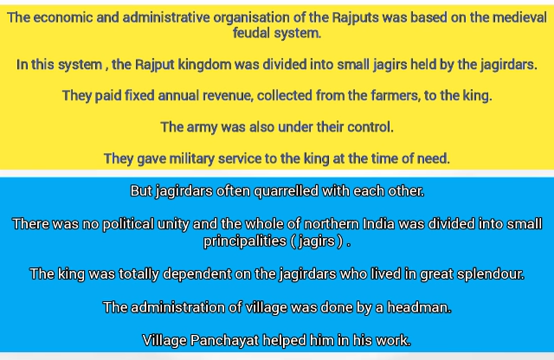 The economic and administrative organisation of the Rajputs was based on the medieval
feudal system.
In this system , the Rajput kingdom was divided into small jagirs held by the jagirdars.
They paid fixed annual revenue, collected from the farmers, to the king.
The army was also under their control.
They gave military service to the king at the time of need.
But jagirdars often quarrelled with each other.
There was no political unity and the whole of northern India was divided into small
principalities ( jagirs ) .
The king was totally dependent on the jagirdars who lived in great splendour.
The administration of village was done by a headman.
Village Panchayat helped him in his work.